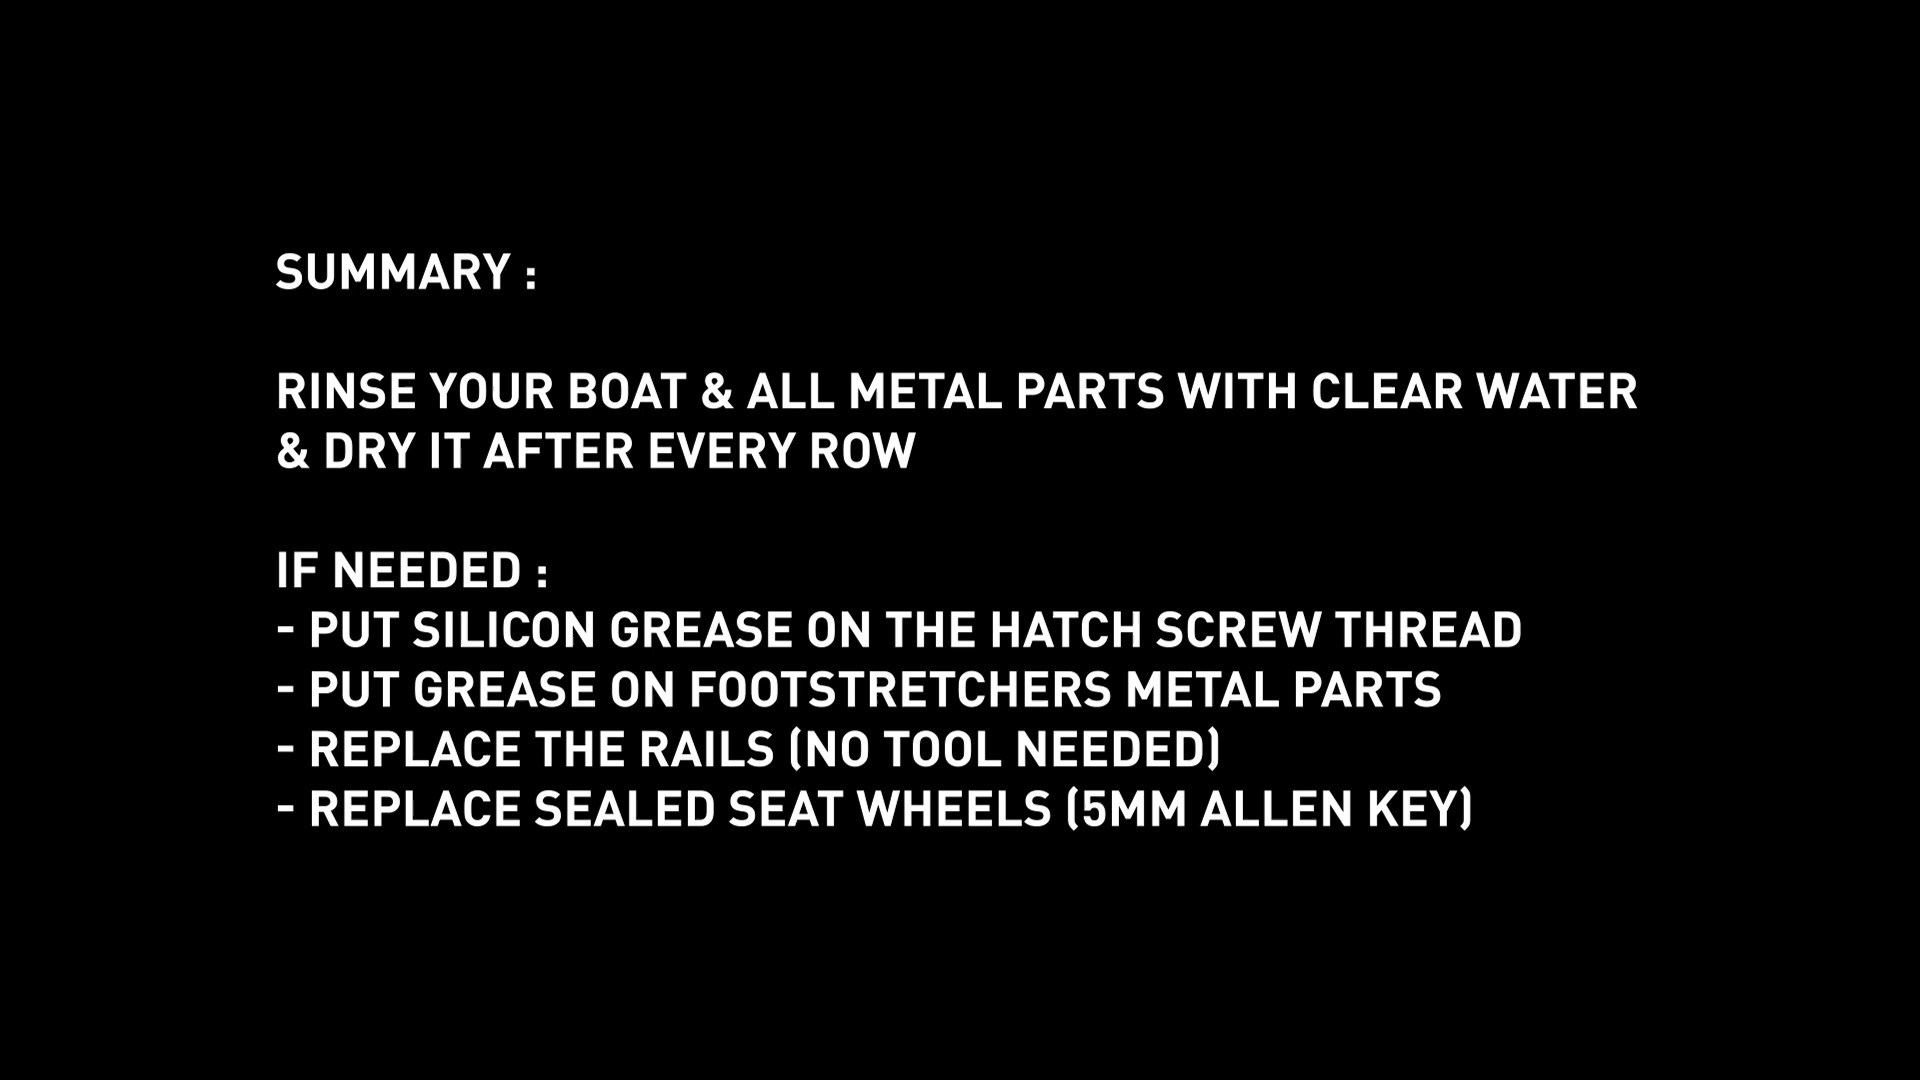 SUMMARY :
RINSE YOUR BOAT & ALL METAL PARTS WITH CLEAR WATER
& DRY IT AFTER EVERY ROW
IF NEEDED :
- PUT SILICON GREASE ON THE HATCH SCREW THREAD
- PUT GREASE ON FOOTSTRETCHERS METAL PARTS
- REPLACE THE RAILS (NO TOOL NEEDED)
- REPLACE SEALED SEAT WHEELS (5MM ALLEN KEY)